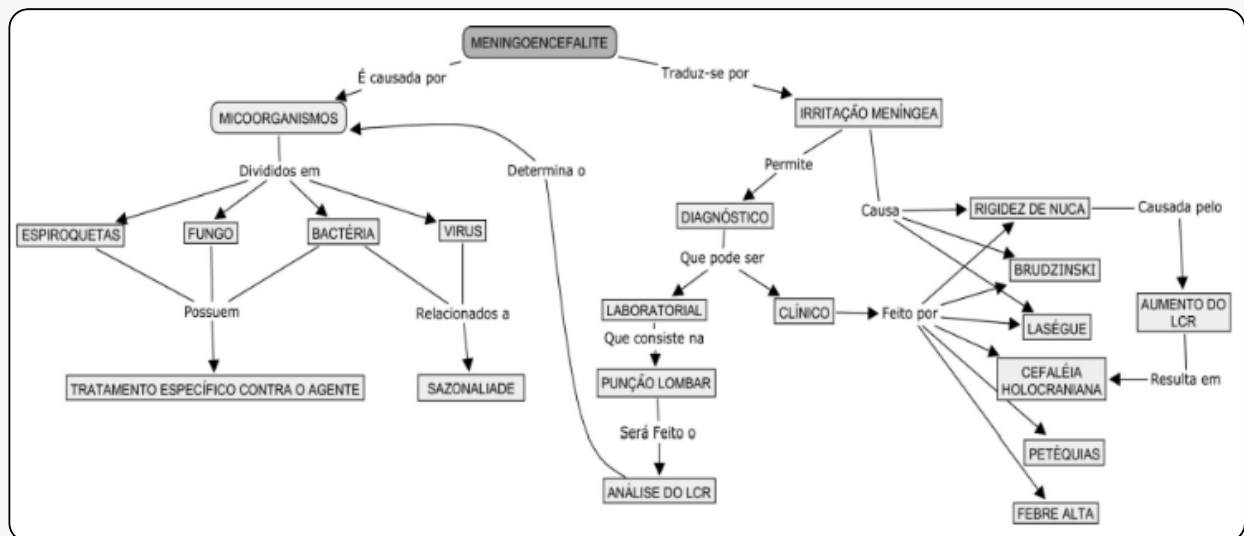 MENINGOENCEFALITE
É causada por
Traduz-se por
MICOORGANISMOS
IRRITAÇÃO MENÍNGEA
Divididos em
Determina o
Permite
ESPIROQUETAS
FUNGO
BACTÉRIA
VIRUS
DIAGNÓSTICO
Causa
RIGIDEZ DE NUCA
Causada pelo
Que pode ser
BRUDZINSKI
Possuem
Relacionados a
LABORATORIAL
CLÍNICO
Feito por
LASÉGUE
AUMENTO DO
LCR
Que consiste na
TRATAMENTO ESPECÍFICO CONTRA O AGENTE
SAZONALIADE
PUNÇÃO LOMBAR
CEFALÉIA
HOLOCRANIANA
Resulta em
Será Feito o
PETÉQUIAS
ANÁLISE DO LCR
FEBRE ALTA